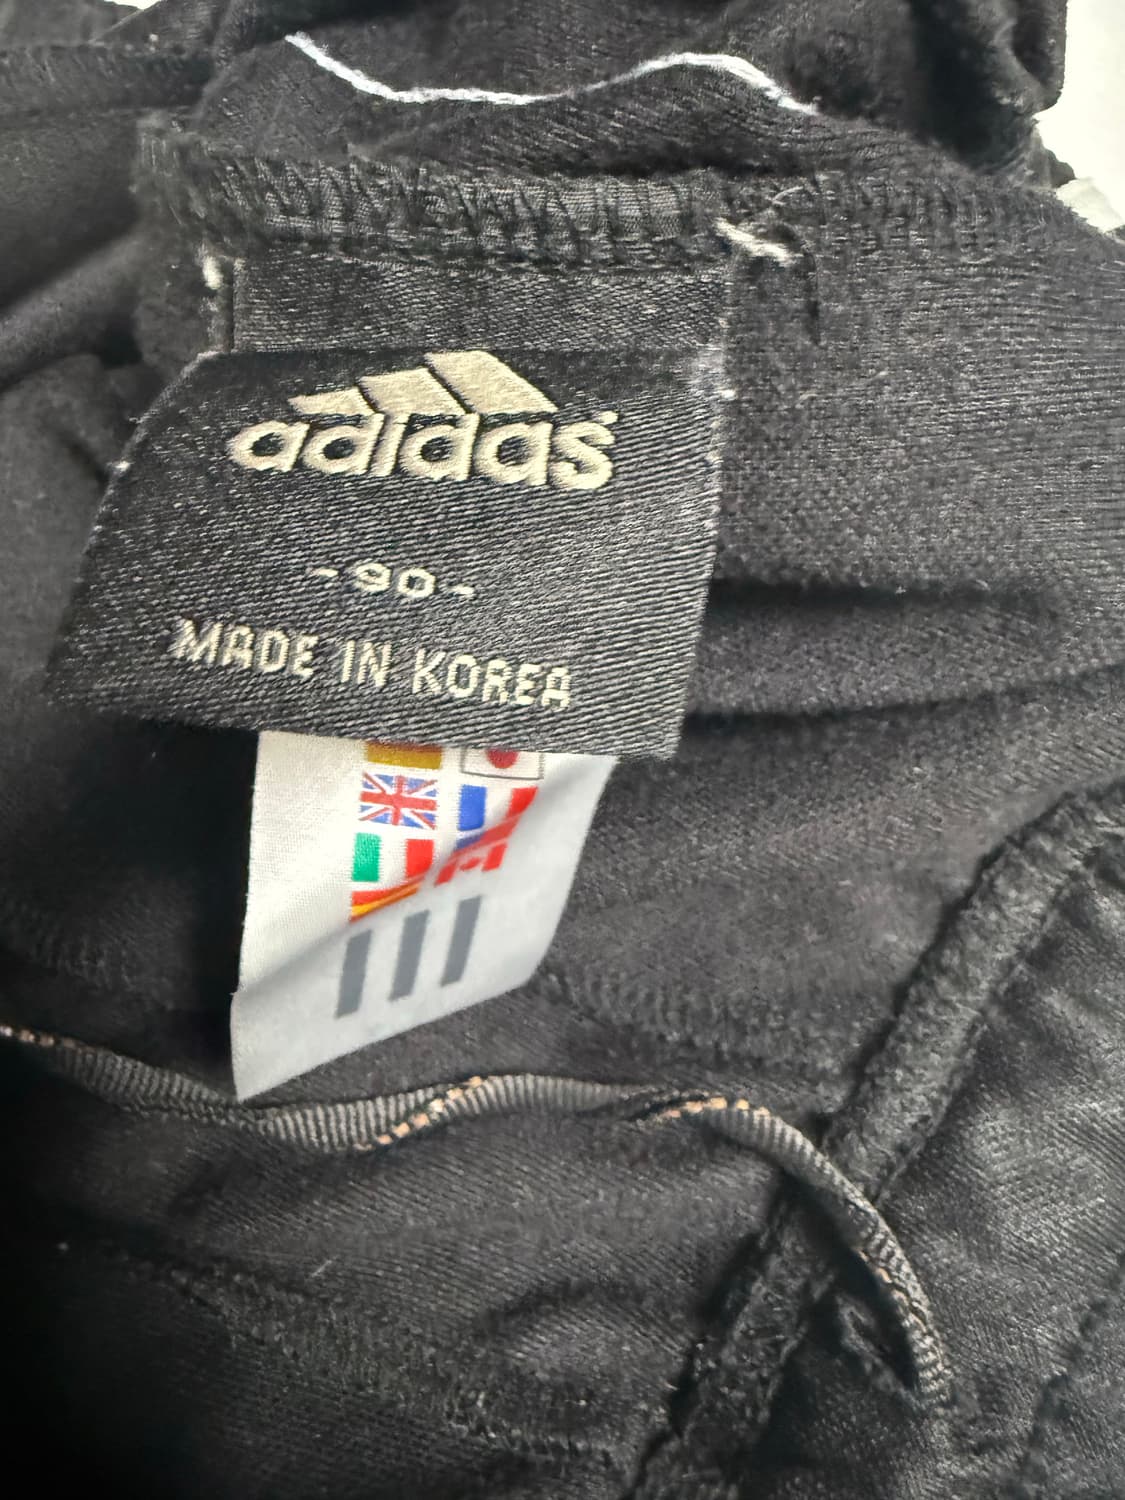 adidas
- 90 -
MADE IN KOREA